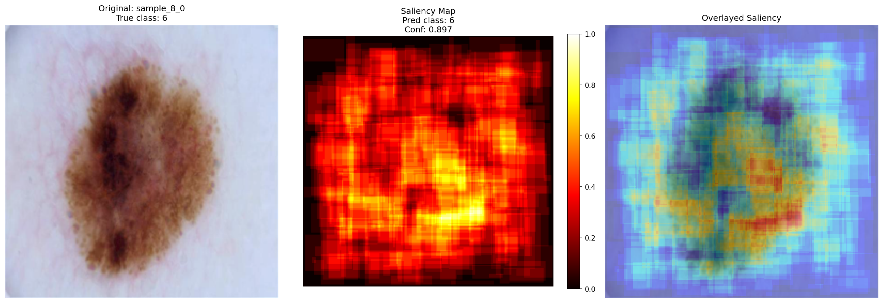 Original: sample_8_0
True class: 6
Saliency Map
Pred class: 6
Conf: 0.897
Overlayed Saliency
1.0
0.8
0.6
0.4
0.2
0.0